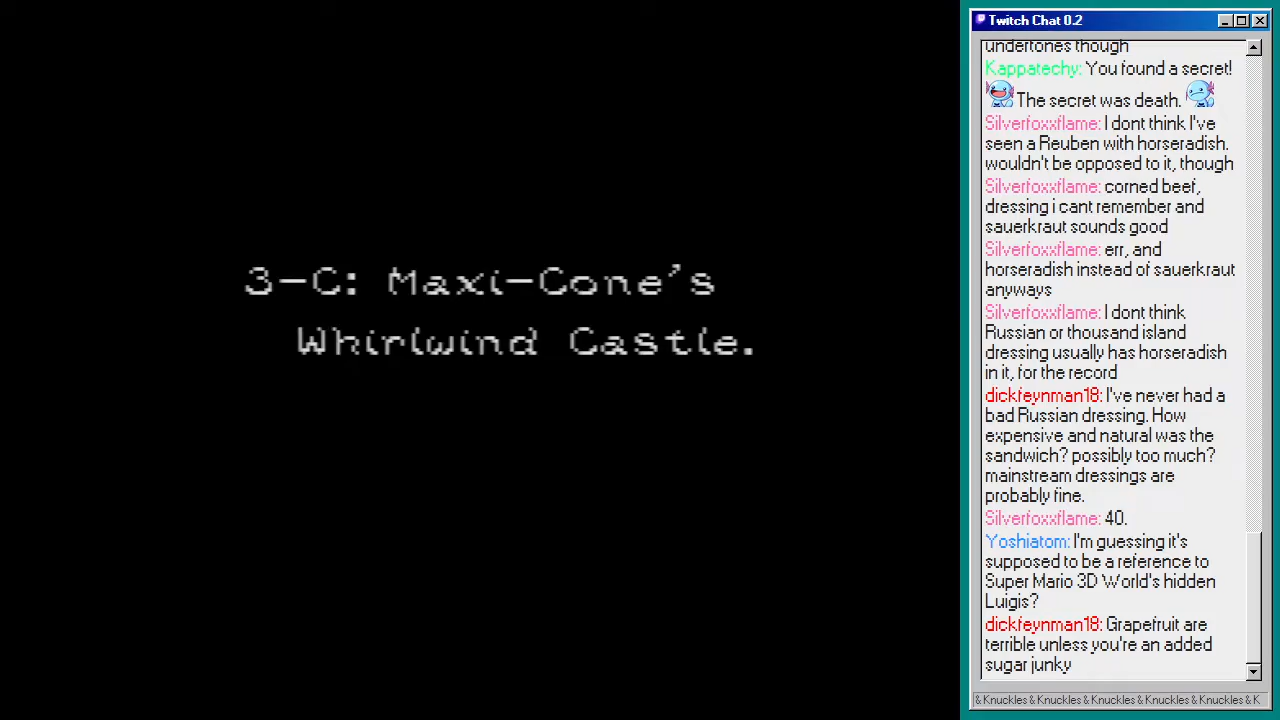 3-C: Maxi-Cone's
Whirlwind Castle.
Twitch Chat 0.2
undertones though
Kappatechy: You found a secret!
The secret was death.
Silverfoxxflame: I dont think I've
seen a Reuben with horseradish.
wouldn't be opposed to it, though
Silverfoxxflame: corned beef,
dressing i cant remember and
sauerkraut sounds good
Silverfoxxflame: err, and
horseradish instead of sauerkraut
anyways
Silverfoxxflame: I dont think
Russian or thousand island
dressing usually has horseradish
in it, for the record
dickfeynman18: I've never had a
bad Russian dressing. How
expensive and natural was the
sandwich? possibly too much?
mainstream dressings are
probably fine.
Silverfoxxflame: 40.
Yoshiatom: I'm guessing it's
supposed to be a reference to
Super Mario 3D World's hidden
Luigis?
dickfeynman18: Grapefruit are
terrible unless you're an added
sugar junky
& Knuckles & Knuckles & Knuckles & Knuckles & Knuckles & K